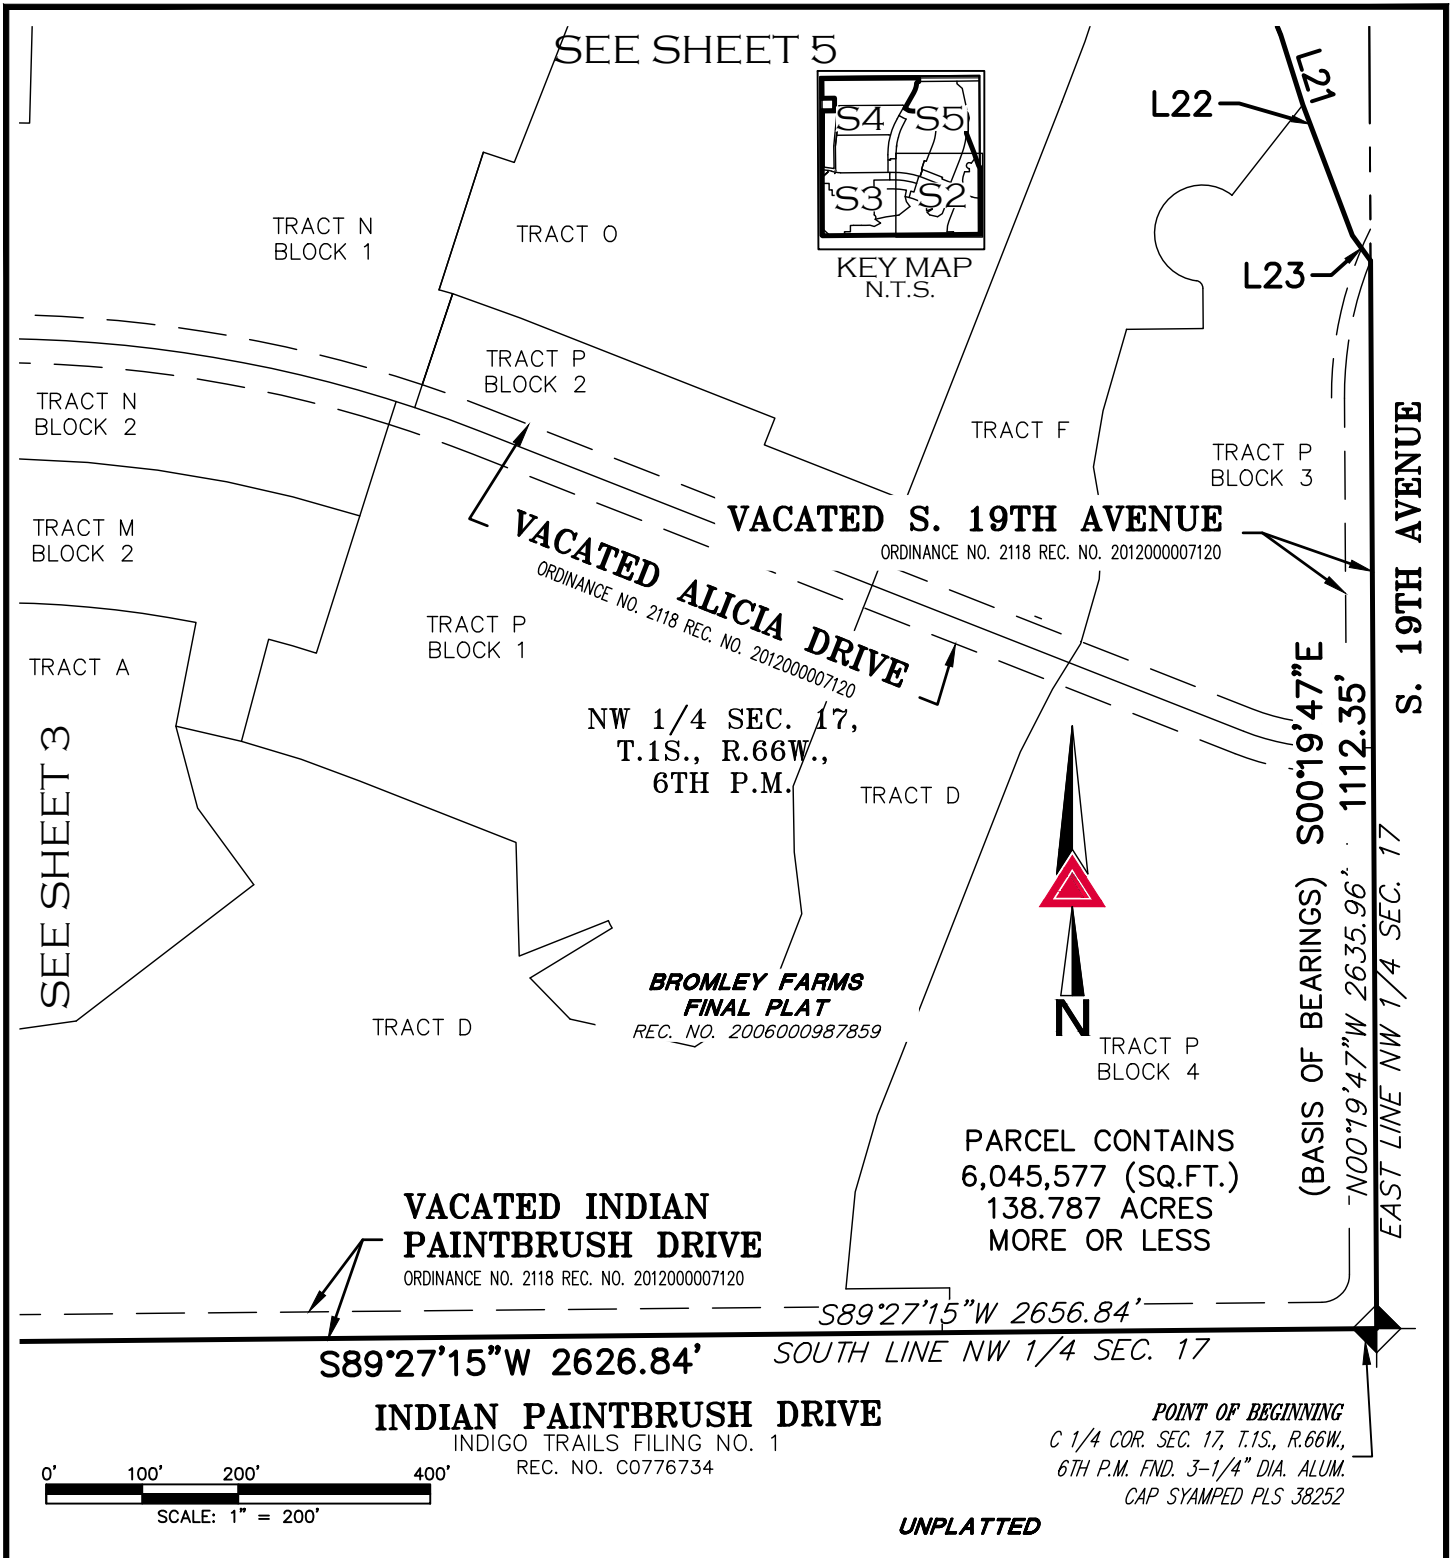 SEE SHEET 5
L21
L22
S4
S5
S3
S2
KEY MAP
N.T.S.
L23
TRACT N
BLOCK 1
TRACT O
TRACT P
BLOCK 2
TRACT N
BLOCK 2
TRACT F
TRACT P
BLOCK 3
S. 19TH AVENUE
TRACT M
BLOCK 2
VACATED S. 19TH AVENUE
ORDINANCE NO. 2118 REC. NO. 2012000007120
VACATED ALICIA DRIVE
ORDINANCE NO. 2118 REC. NO. 2012000007120
TRACT A
TRACT P
BLOCK 1
NW 1/4 SEC. 17,
T.1S., R.66W.,
6TH P.M.
TRACT D
SEE SHEET 3
(BASIS OF BEARINGS) S00°19'47"E
1112.35'
N00°19'47"W 2635.96'
EAST LINE NW 1/4 SEC. 17
N
BROMLEY FARMS
FINAL PLAT
REC. NO. 2006000987859
TRACT D
TRACT P
BLOCK 4
PARCEL CONTAINS
6,045,577 (SQ.FT.)
138.787 ACRES
MORE OR LESS
VACATED INDIAN
PAINTBRUSH DRIVE
ORDINANCE NO. 2118 REC. NO. 2012000007120
S89°27'15"W 2656.84'
S89°27'15"W 2626.84'
SOUTH LINE NW 1/4 SEC. 17
INDIAN PAINTBRUSH DRIVE
INDIGO TRAILS FILING NO. 1
REC. NO. C0776734
POINT OF BEGINNING
C 1/4 COR. SEC. 17, T.1S., R.66W.,
6TH P.M. FND. 3-1/4" DIA. ALUM.
CAP SYAMPED PLS 38252
0' 100' 200' 400'
SCALE: 1" = 200'
UNPLATTED